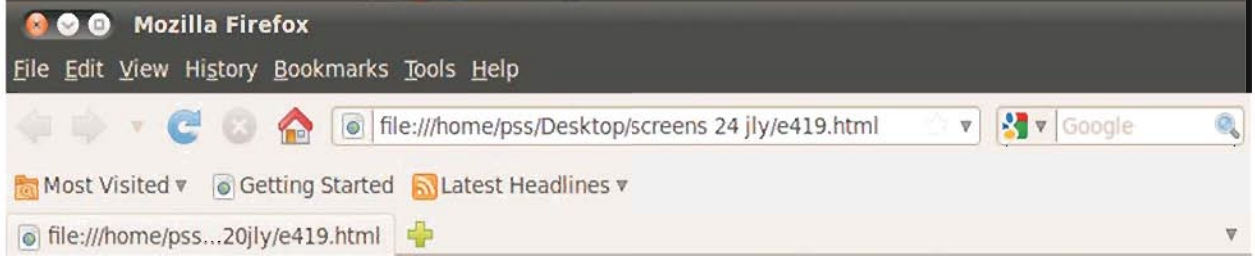 Mozilla Firefox
File Edit View History Bookmarks Tools Help
file:///home/pss/Desktop/screens 24 jly/e419.html Google
Most Visited Getting Started Latest Headlines
file:///home/pss...20jly/e419.html